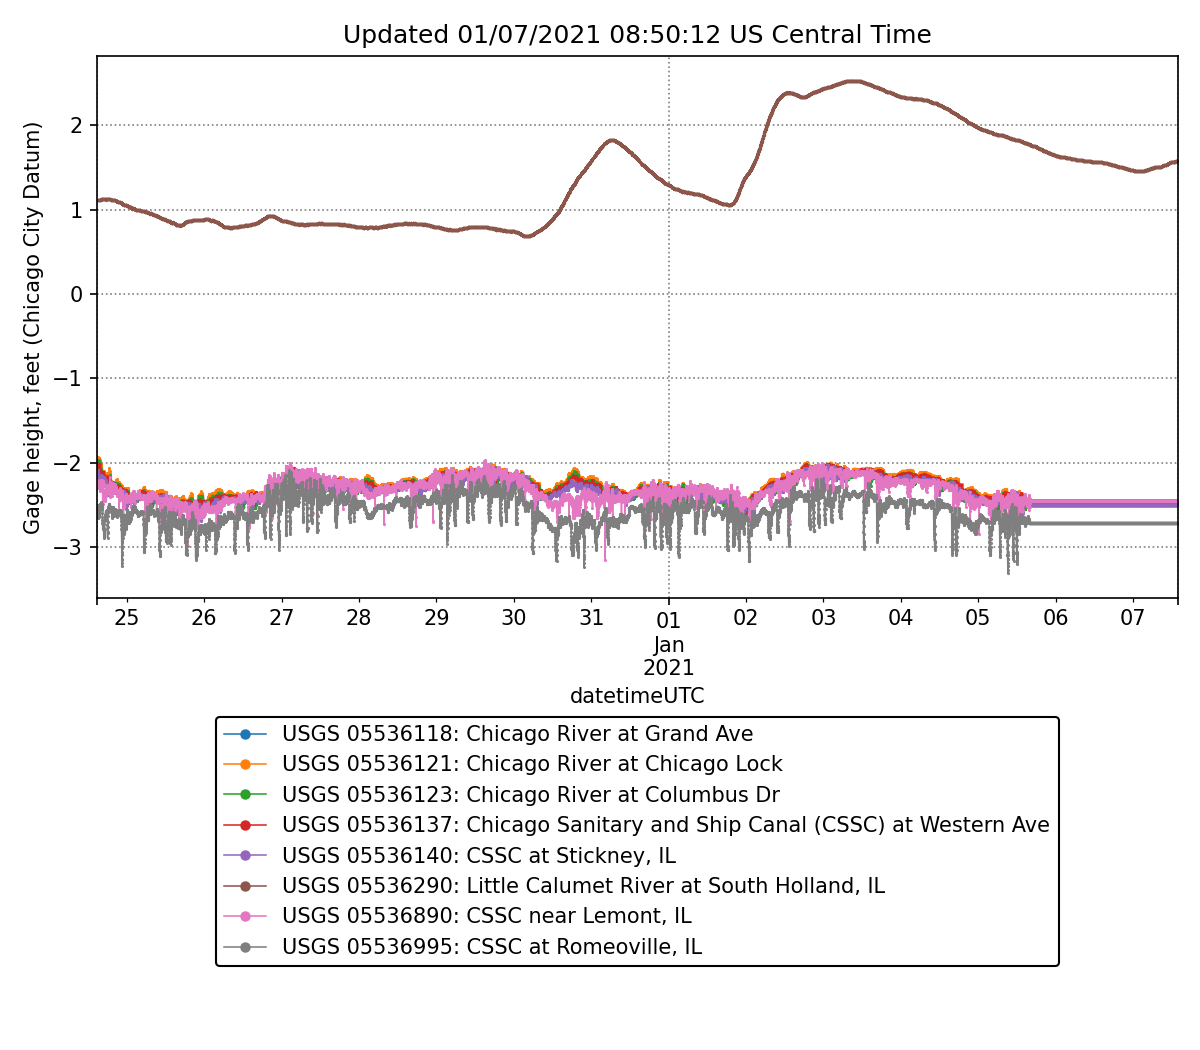 Updated 01/07/2021 08:50:12 US Central Time
Gage height, feet (Chicago City Datum)
2
1
0
−1
−2
−3
25 26 27 28 29 30 31 01 02 03 04 05 06 07
Jan
2021
datetimeUTC
USGS 05536118: Chicago River at Grand Ave
USGS 05536121: Chicago River at Chicago Lock
USGS 05536123: Chicago River at Columbus Dr
USGS 05536137: Chicago Sanitary and Ship Canal (CSSC) at Western Ave
USGS 05536140: CSSC at Stickney, IL
USGS 05536290: Little Calumet River at South Holland, IL
USGS 05536890: CSSC near Lemont, IL
USGS 05536995: CSSC at Romeoville, IL